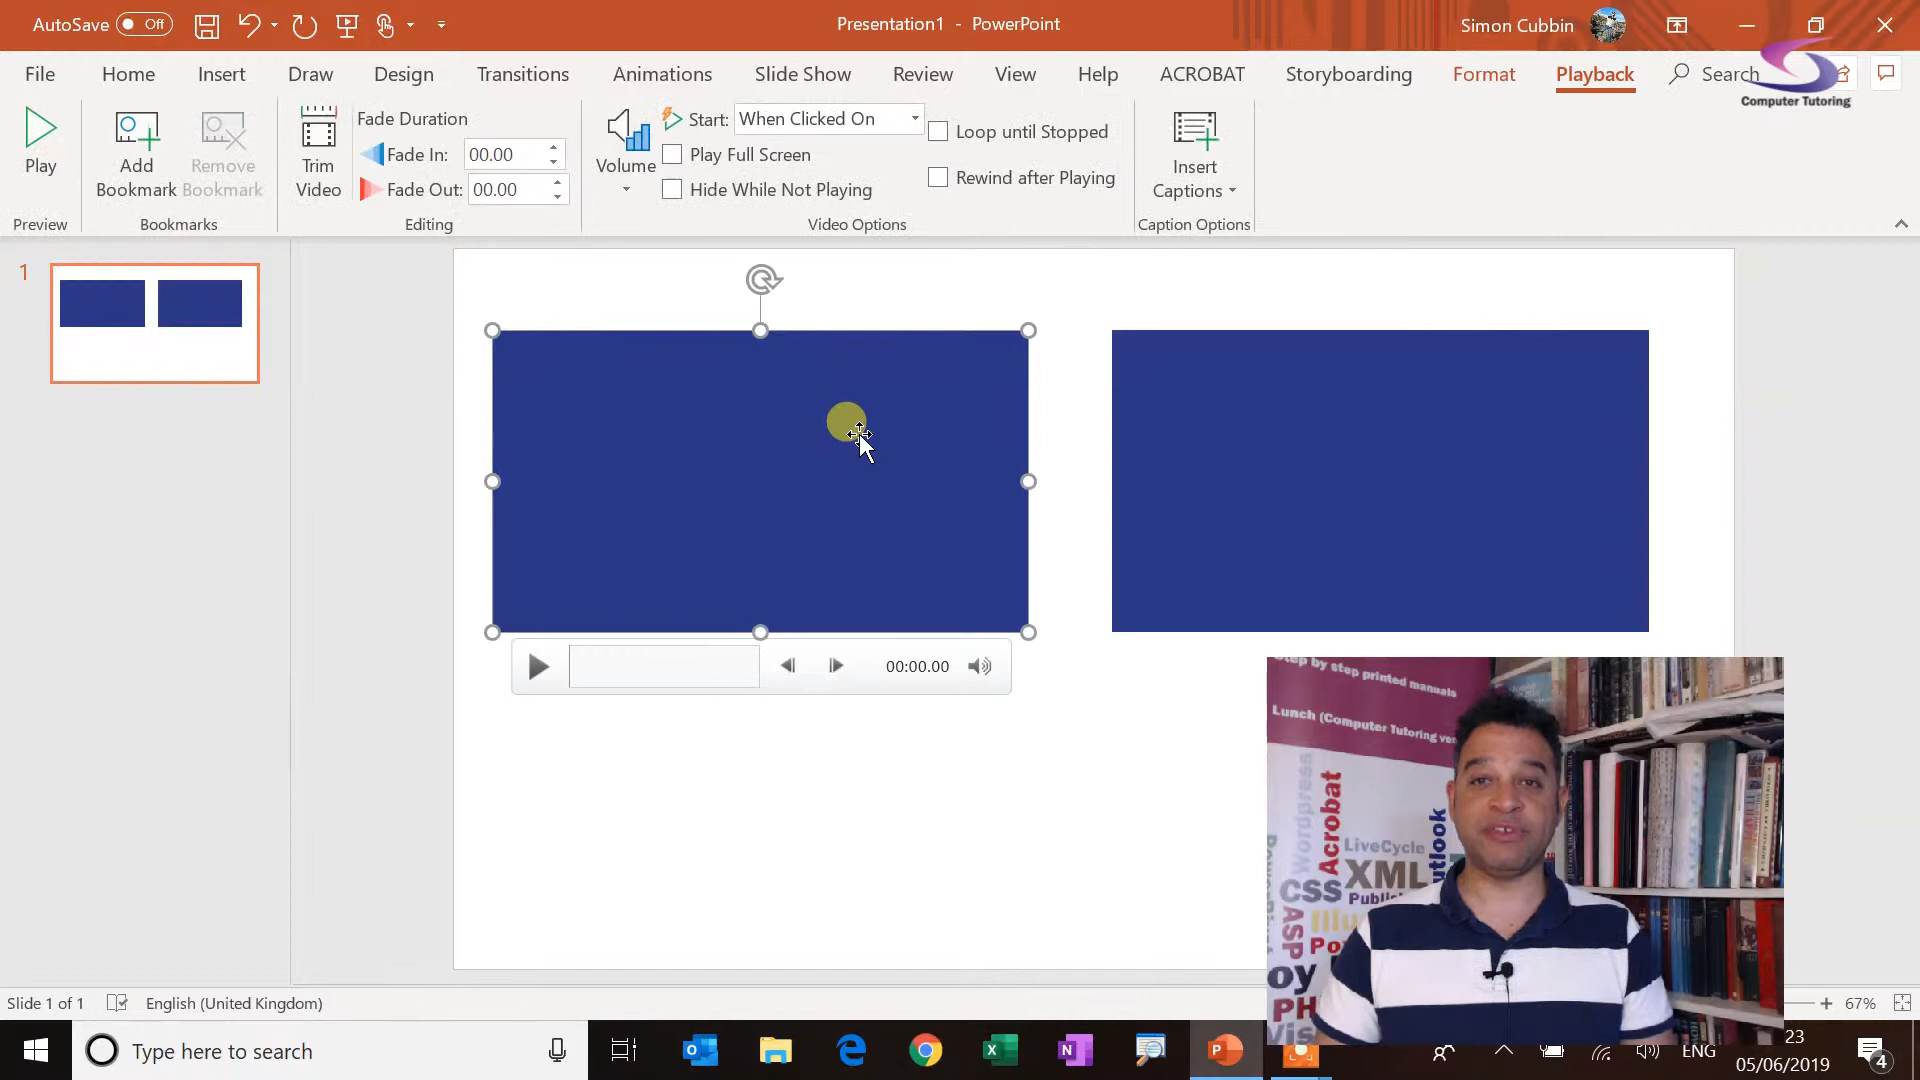 AutoSave Off
Presentation1 - PowerPoint
Simon Cubbin
File Home Insert Draw Design Transitions Animations Slide Show Review View Help ACROBAT Storyboarding Format Playback Search
Computer Tutoring
Play
Preview
Add Bookmark
Remove Bookmark
Bookmarks
Trim Video
Fade Duration
Fade In: 00.00
Fade Out: 00.00
Editing
Volume
Start: When Clicked On
Play Full Screen
Hide While Not Playing
Loop until Stopped
Rewind after Playing
Video Options
Insert Captions
Caption Options
1
00:00.00
Step by step printed manuals
Lunch (Computer Tutoring
Wordpress
Acrobat
LiveCycle
XML
CSS
ASP
Slide 1 of 1
English (United Kingdom)
67%
Type here to search
ENG
23
05/06/2019
4